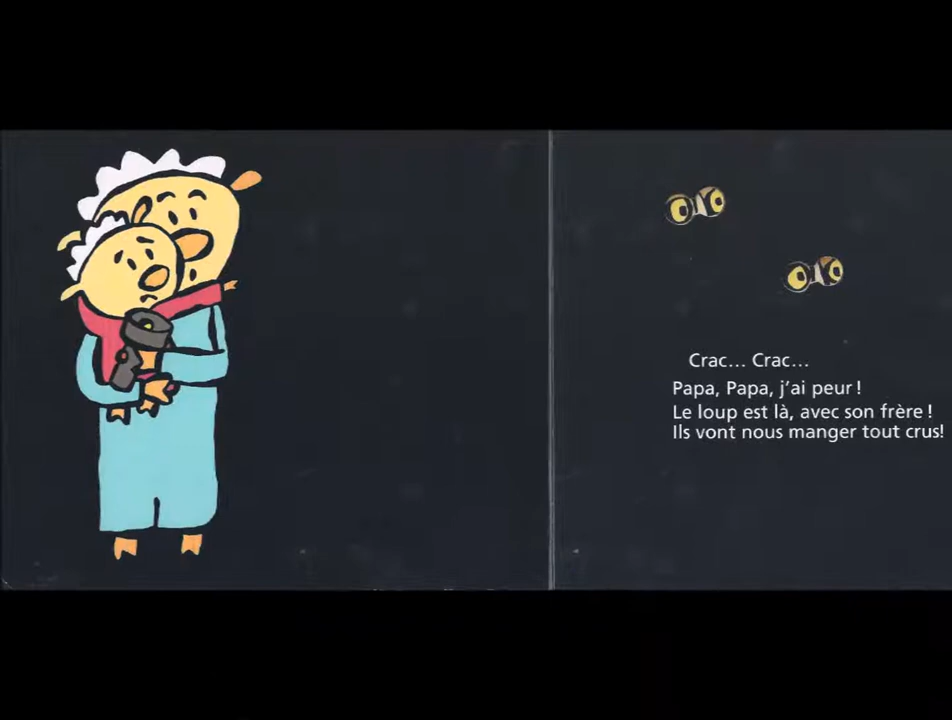 Crac... Crac...
Papa, Papa, j'ai peur !
Le loup est là, avec son frère !
Ils vont nous manger tout crus!